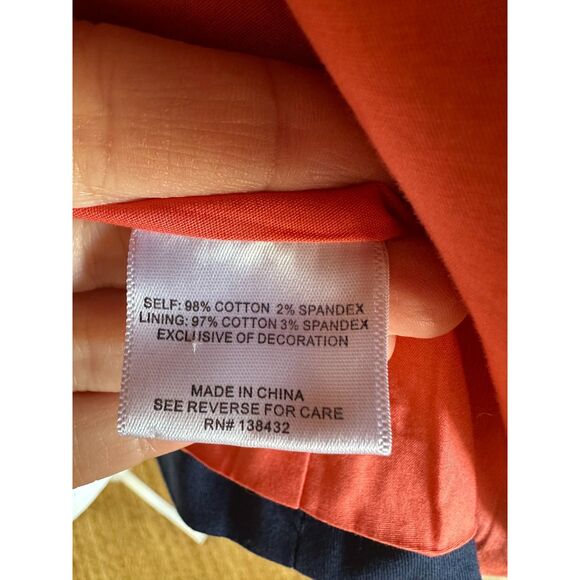 SELF: 98% COTTON 2% SPANDEX
LINING: 97% COTTON 3% SPANDEX
EXCLUSIVE OF DECORATION
MADE IN CHINA
SEE REVERSE FOR CARE
RN# 138432